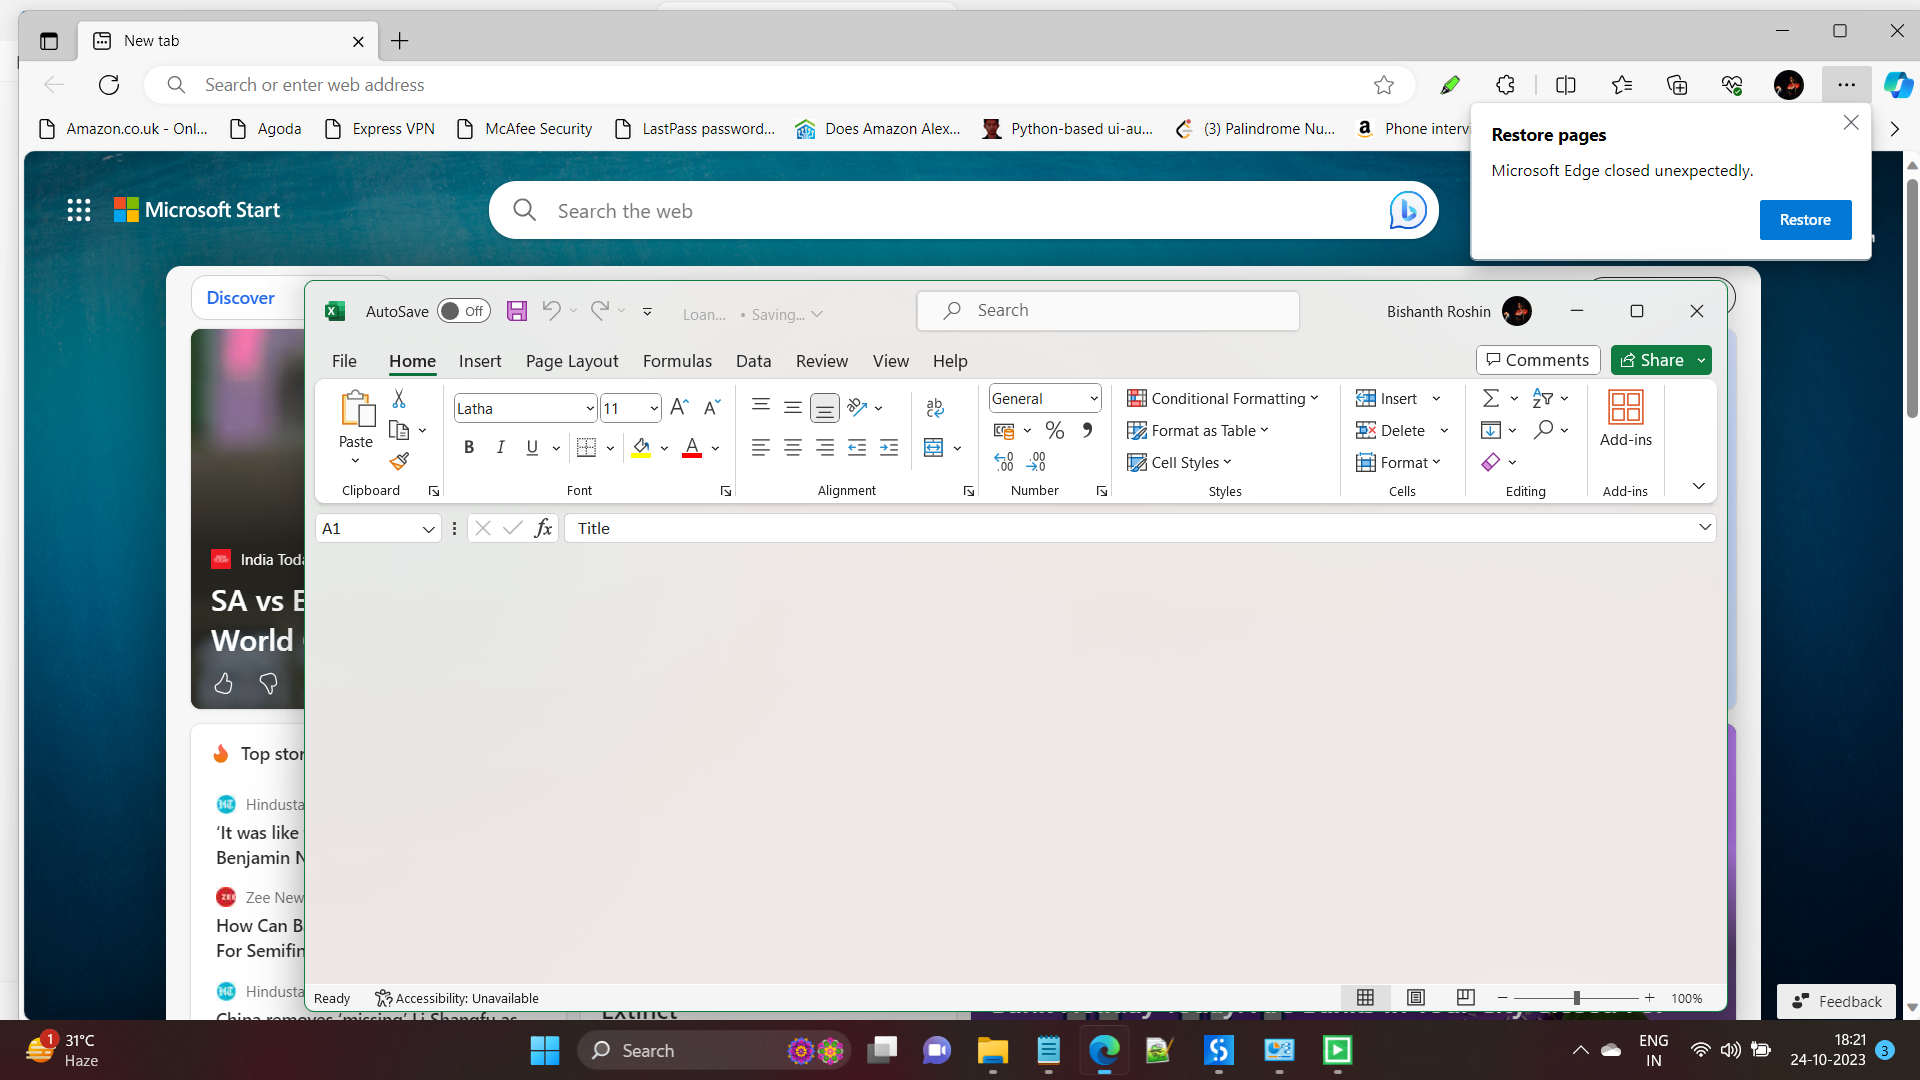 New tab
Search or enter web address
Amazon.co.uk - Onl...
Agoda
Express VPN
McAfee Security
LastPass password...
Does Amazon Alex...
Python-based ui-au...
(3) Palindrome Nu...
Phone intervi
Restore pages
Microsoft Edge closed unexpectedly.
Restore
Microsoft Start
Search the web
Discover
AutoSave
Off
Loan...
• Saving...
Search
Bishanth Roshin
File
Home
Insert
Page Layout
Formulas
Data
Review
View
Help
Comments
Share
Paste
Clipboard
Latha
11
B
I
U
Font
Alignment
General
Number
Conditional Formatting
Format as Table
Cell Styles
Styles
Insert
Delete
Format
Cells
Editing
Add-ins
Add-ins
A1
fx
Title
India Toda
SA vs
World
Top stor
Hindusta
‘It was like
Benjamin N
Zee New
How Can B
For Semifin
Hindusta
China removes ‘missing’ Li Shangfu as
Extinct
Ready
Accessibility: Unavailable
100%
Feedback
1
31°C
Haze
Search
ENG
IN
18:21
24-10-2023
3